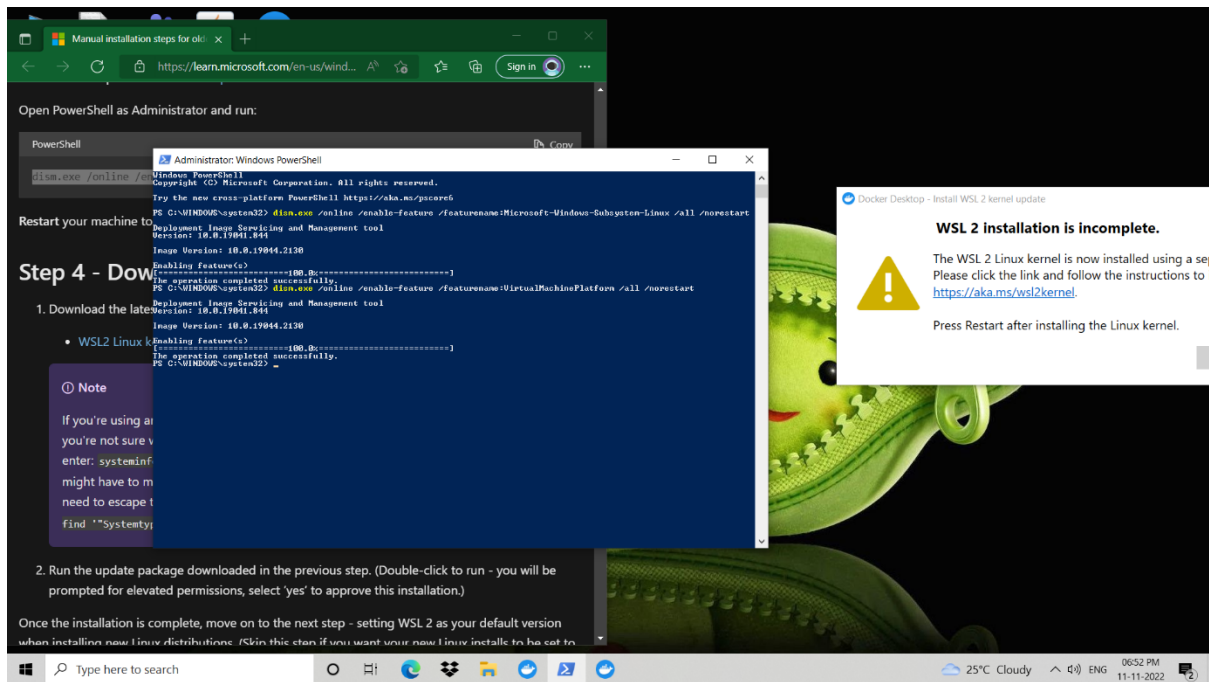 Manual installation steps for old
https://learn.microsoft.com/en-us/wind...
Sign in
Open PowerShell as Administrator and run:
PowerShell
Copy
dism.exe /online /en
Restart your machine to
Step 4 - Dow
1. Download the lates
• WSL2 Linux k
Note
If you're using an
you're not sure w
enter: systeminf
might have to m
need to escape t
find '"Systemtyp
2. Run the update package downloaded in the previous step. (Double-click to run - you will be
prompted for elevated permissions, select 'yes' to approve this installation.)
Once the installation is complete, move on to the next step - setting WSL 2 as your default version
when installing new Linux distributions. (Skip this step if you want your new Linux installs to be set to
Administrator: Windows PowerShell
Windows PowerShell
Copyright (C) Microsoft Corporation. All rights reserved.
Try the new cross-platform PowerShell https://aka.ms/pscore6
PS C:\WINDOWS\system32> dism.exe /online /enable-feature /featurename:Microsoft-Windows-Subsystem-Linux /all /norestart
Deployment Image Servicing and Management tool
Version: 10.0.19041.844
Image Version: 10.0.19044.2130
Enabling feature(s)
[==========================100.0%==========================]
The operation completed successfully.
PS C:\WINDOWS\system32> dism.exe /online /enable-feature /featurename:VirtualMachinePlatform /all /norestart
Deployment Image Servicing and Management tool
Version: 10.0.19041.844
Image Version: 10.0.19044.2130
Enabling feature(s)
[==========================100.0%==========================]
The operation completed successfully.
PS C:\WINDOWS\system32> _
Docker Desktop - Install WSL 2 kernel update
WSL 2 installation is incomplete.
The WSL 2 Linux kernel is now installed using a sep
Please click the link and follow the instructions to
https://aka.ms/wsl2kernel.
Press Restart after installing the Linux kernel.
Type here to search
25°C Cloudy
ENG
06:52 PM
11-11-2022
2